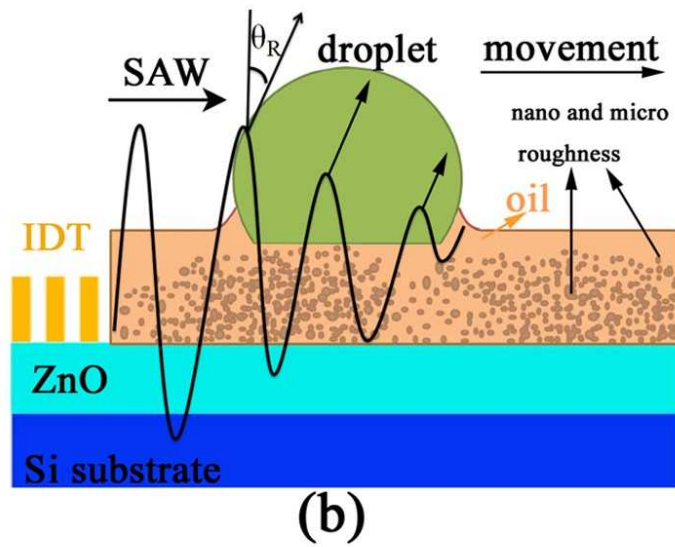 θR
SAW
droplet
movement
nano and micro
roughness
oil
IDT
ZnO
Si substrate
(b)